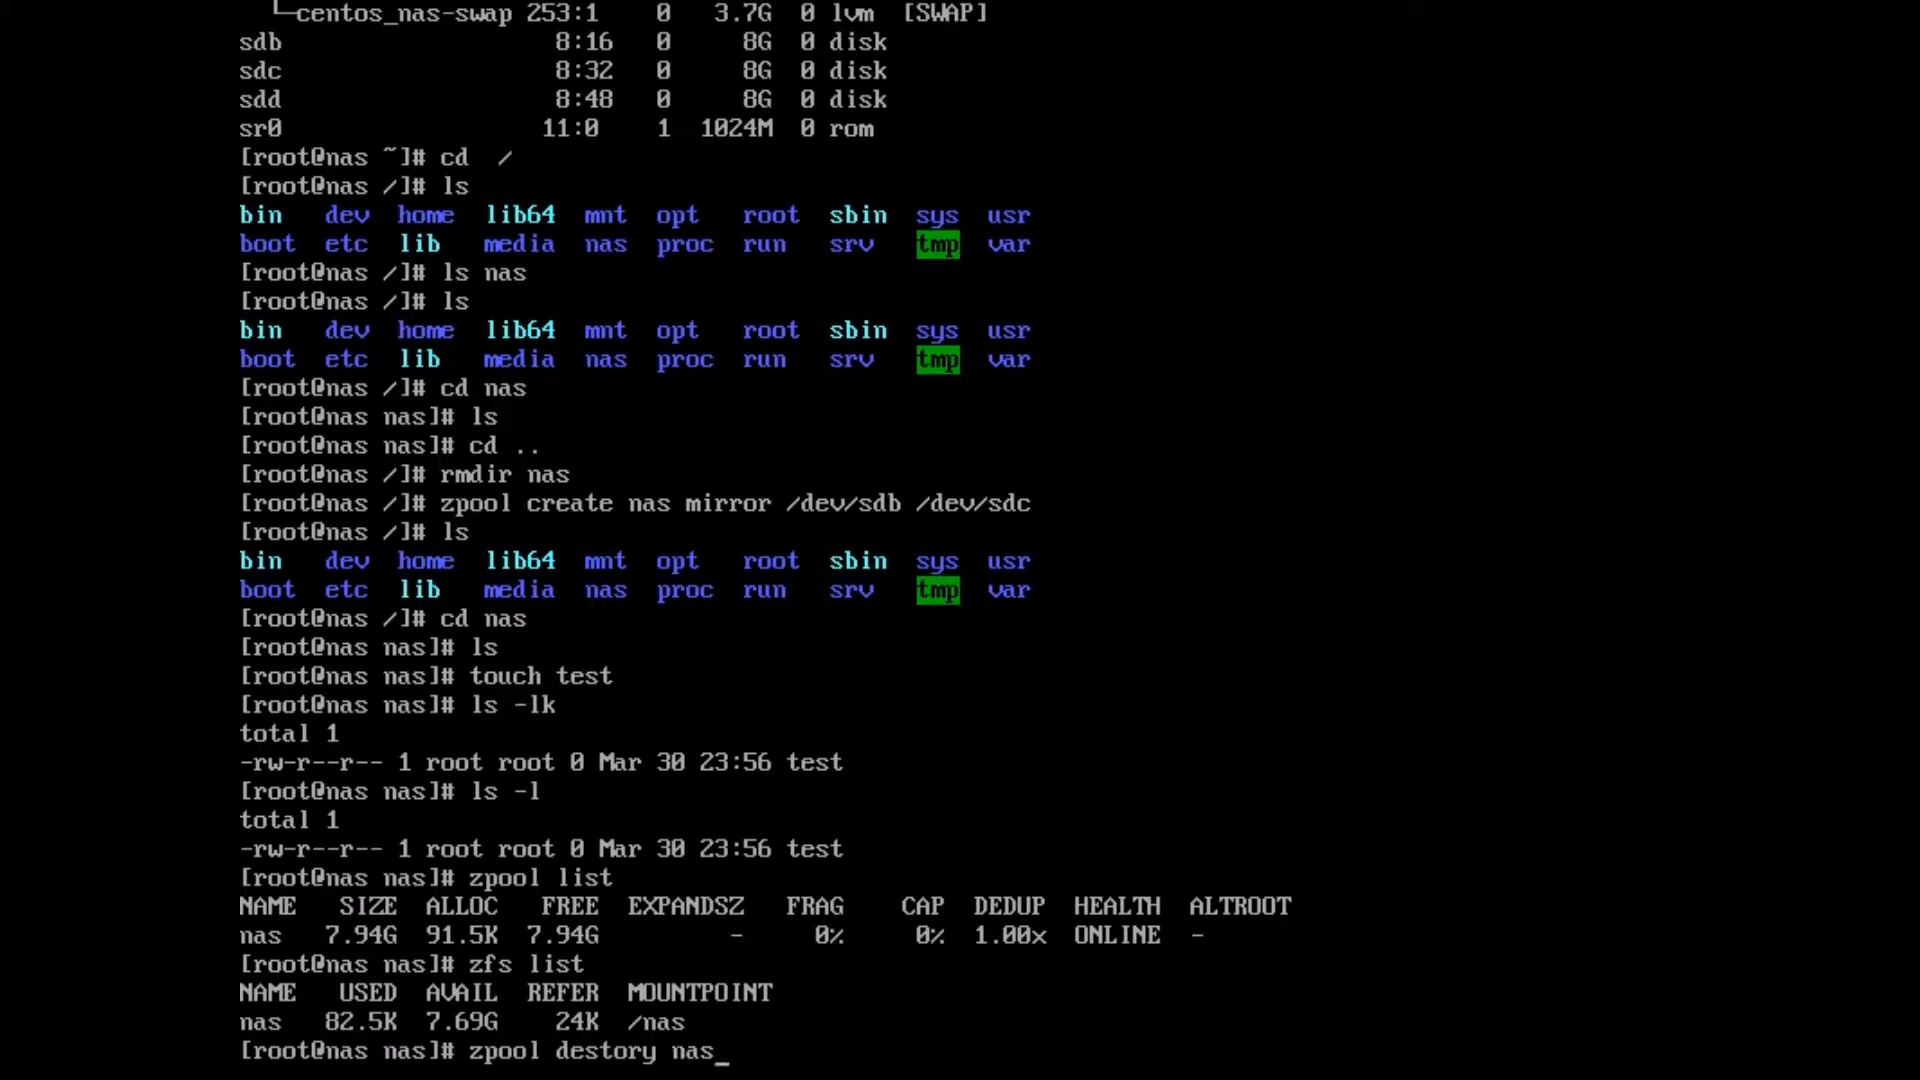 └─centos_nas-swap 253:1    0   3.7G  0 lvm  [SWAP]
sdb                   8:16   0     8G  0 disk
sdc                   8:32   0     8G  0 disk
sdd                   8:48   0     8G  0 disk
sr0                  11:0    1  1024M  0 rom
[root@nas ~]# cd  /
[root@nas /]# ls
bin   dev  home  lib64  mnt  opt   root  sbin  sys  usr
boot  etc  lib   media  nas  proc  run   srv   tmp  var
[root@nas /]# ls nas
[root@nas /]# ls
bin   dev  home  lib64  mnt  opt   root  sbin  sys  usr
boot  etc  lib   media  nas  proc  run   srv   tmp  var
[root@nas /]# cd nas
[root@nas nas]# ls
[root@nas nas]# cd ..
[root@nas /]# rmdir nas
[root@nas /]# zpool create nas mirror /dev/sdb /dev/sdc
[root@nas /]# ls
bin   dev  home  lib64  mnt  opt   root  sbin  sys  usr
boot  etc  lib   media  nas  proc  run   srv   tmp  var
[root@nas /]# cd nas
[root@nas nas]# ls
[root@nas nas]# touch test
[root@nas nas]# ls -lk
total 1
-rw-r--r-- 1 root root 0 Mar 30 23:56 test
[root@nas nas]# ls -l
total 1
-rw-r--r-- 1 root root 0 Mar 30 23:56 test
[root@nas nas]# zpool list
NAME   SIZE  ALLOC   FREE  EXPANDSZ   FRAG    CAP  DEDUP  HEALTH  ALTROOT
nas   7.94G  91.5K  7.94G         -     0%     0%  1.00x  ONLINE  -
[root@nas nas]# zfs list
NAME   USED  AVAIL  REFER  MOUNTPOINT
nas   82.5K  7.69G    24K  /nas
[root@nas nas]# zpool destory nas_